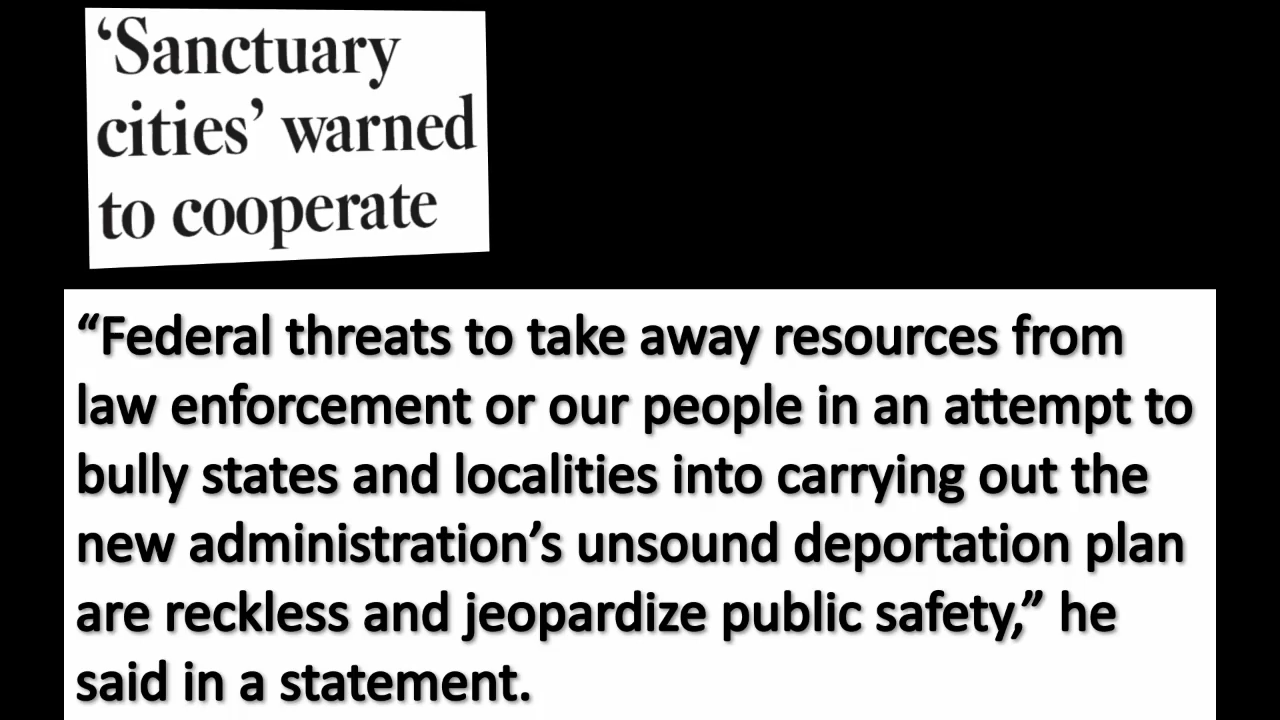 ‘Sanctuary
cities’ warned
to cooperate
“Federal threats to take away resources from
law enforcement or our people in an attempt to
bully states and localities into carrying out the
new administration’s unsound deportation plan
are reckless and jeopardize public safety,” he
said in a statement.